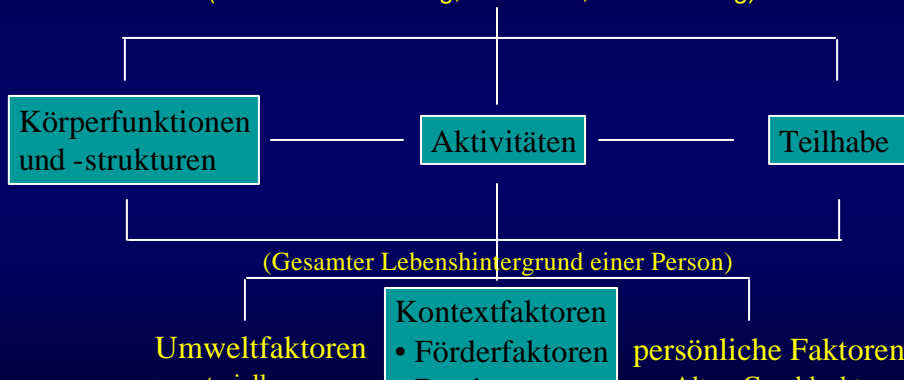 Körperfunktionen
und -strukturen
Aktivitäten
Teilhabe
(Gesamter Lebenshintergrund einer Person)
Kontextfaktoren
• Förderfaktoren
Umweltfaktoren
persönliche Faktoren